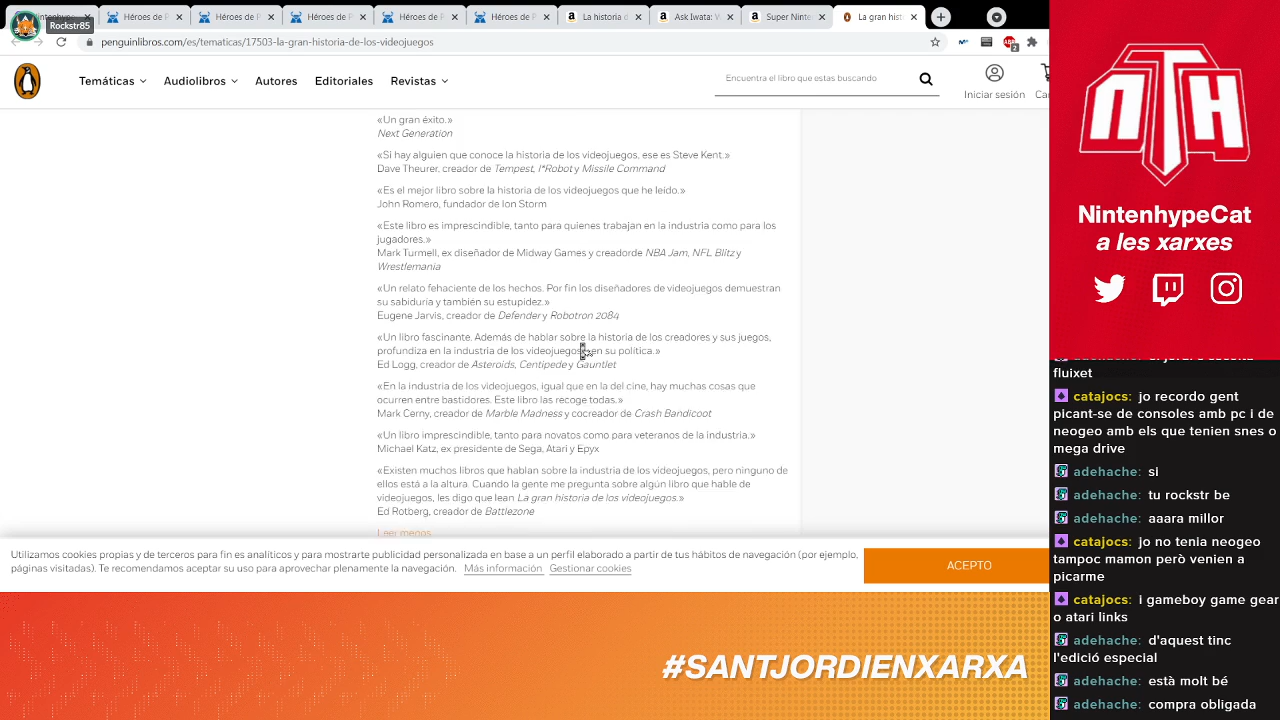 Rockstr85
Héroes de P
Héroes de P
Héroes de P
Héroes de P
Héroes de P
La historia d
Ask Iwata: V
Super Ninte
La gran hist
penguinlibros.com/es/tematicas/17503-la-gran-historia-de-los-videojuegos
Temáticas
Audiolibros
Autores
Editoriales
Revistas
Encuentra el libro que estas buscando
Iniciar sesión
«Un gran éxito.»
Next Generation
«Si hay alguien que conoce la historia de los videojuegos, ese es Steve Kent.»
Dave Theurer, creador de Tempest, I*Robot y Missile Command
«Es el mejor libro sobre la historia de los videojuegos que he leído.»
John Romero, fundador de Ion Storm
«Este libro es imprescindible, tanto para quienes trabajan en la industria como para los
jugadores.»
Mark Turmell, ex diseñador de Midway Games y creadorde NBA Jam, NFL Blitz y
Wrestlemania
«Un relato fehaciente de los hechos. Por fin los diseñadores de videojuegos demuestran
su sabiduría y también su estupidez.»
Eugene Jarvis, creador de Defender y Robotron 2084
«Un libro fascinante. Además de hablar sobre la historia de los creadores y sus juegos,
profundiza en la industria de los videojuegos y en su política.»
Ed Logg, creador de Asteroids, Centipede y Gauntlet
«En la industria de los videojuegos, igual que en la del cine, hay muchas cosas que
ocurren entre bastidores. Este libro las recoge todas.»
Mark Cerny, creador de Marble Madness y cocreador de Crash Bandicoot
«Un libro imprescindible, tanto para novatos como para veteranos de la industria.»
Michael Katz, ex presidente de Sega, Atari y Epyx
«Existen muchos libros que hablan sobre la industria de los videojuegos, pero ninguno de
ellos está a la altura. Cuando la gente me pregunta sobre algún libro que hable de
videojuegos, les digo que lean La gran historia de los videojuegos.»
Ed Rotberg, creador de Battlezone
Leer menos
Utilizamos cookies propias y de terceros para fin es analíticos y para mostrarte publicidad personalizada en base a un perfil elaborado a partir de tus hábitos de navegación (por ejemplo,
páginas visitadas). Te recomendamos aceptar su uso para aprovechar plenamente la navegación. Más información Gestionar cookies
ACEPTO
#SANTJORDIENXARXA
NTH
NintenhypeCat
a les xarxes
fluixet
catajocs: jo recordo gent
picant-se de consoles amb pc i de
neogeo amb els que tenien snes o
mega drive
adehache: si
adehache: tu rockstr be
adehache: aaara millor
catajocs: jo no tenia neogeo
tampoc mamon però venien a
picarme
catajocs: i gameboy game gear
o atari links
adehache: d'aquest tinc
l'edició especial
adehache: està molt bé
adehache: compra obligada